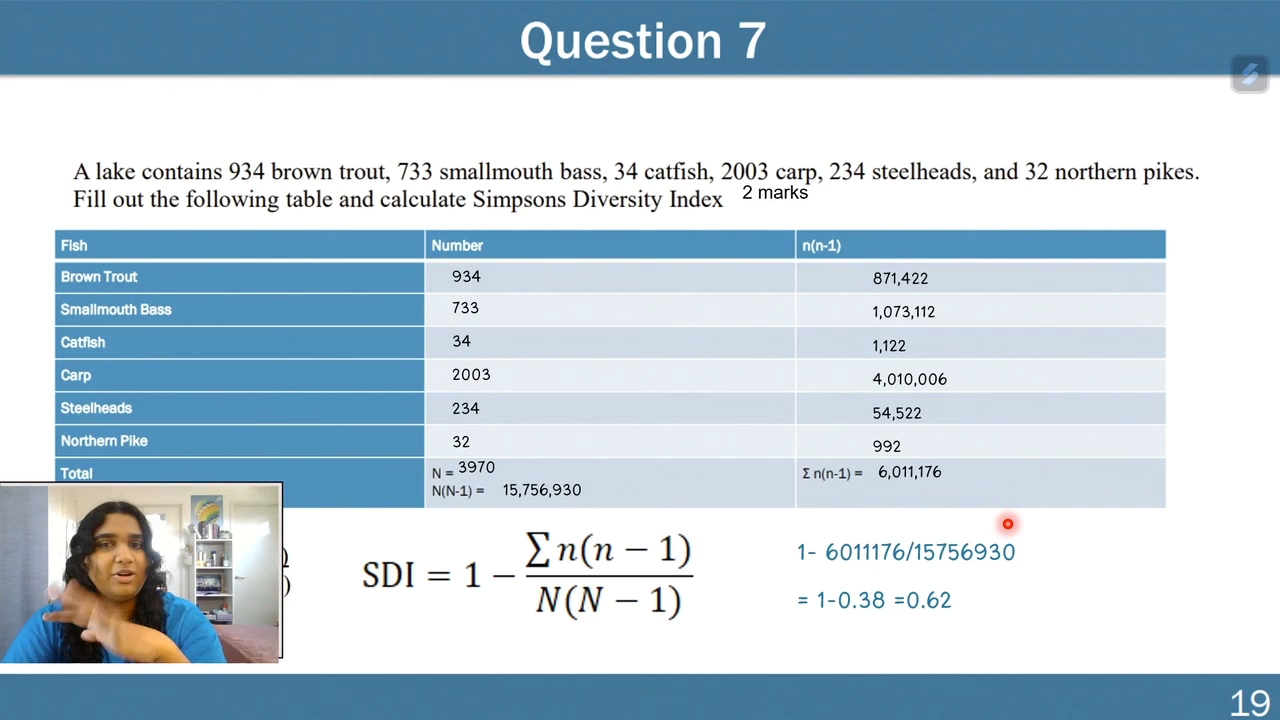 Question 7
A lake contains 934 brown trout, 733 smallmouth bass, 34 catfish, 2003 carp, 234 steelheads, and 32 northern pikes.
Fill out the following table and calculate Simpsons Diversity Index 2 marks
Fish Number n(n-1)
Brown Trout 934 871,422
Smallmouth Bass 733 1,073,112
Catfish 34 1,122
Carp 2003 4,010,006
Steelheads 234 54,522
Northern Pike 32 992
Total N = 3970 Σ n(n-1) = 6,011,176
N(N-1) = 15,756,930
SDI = 1 − ∑n(n − 1) / N(N − 1)
1- 6011176/15756930
= 1-0.38 =0.62
19